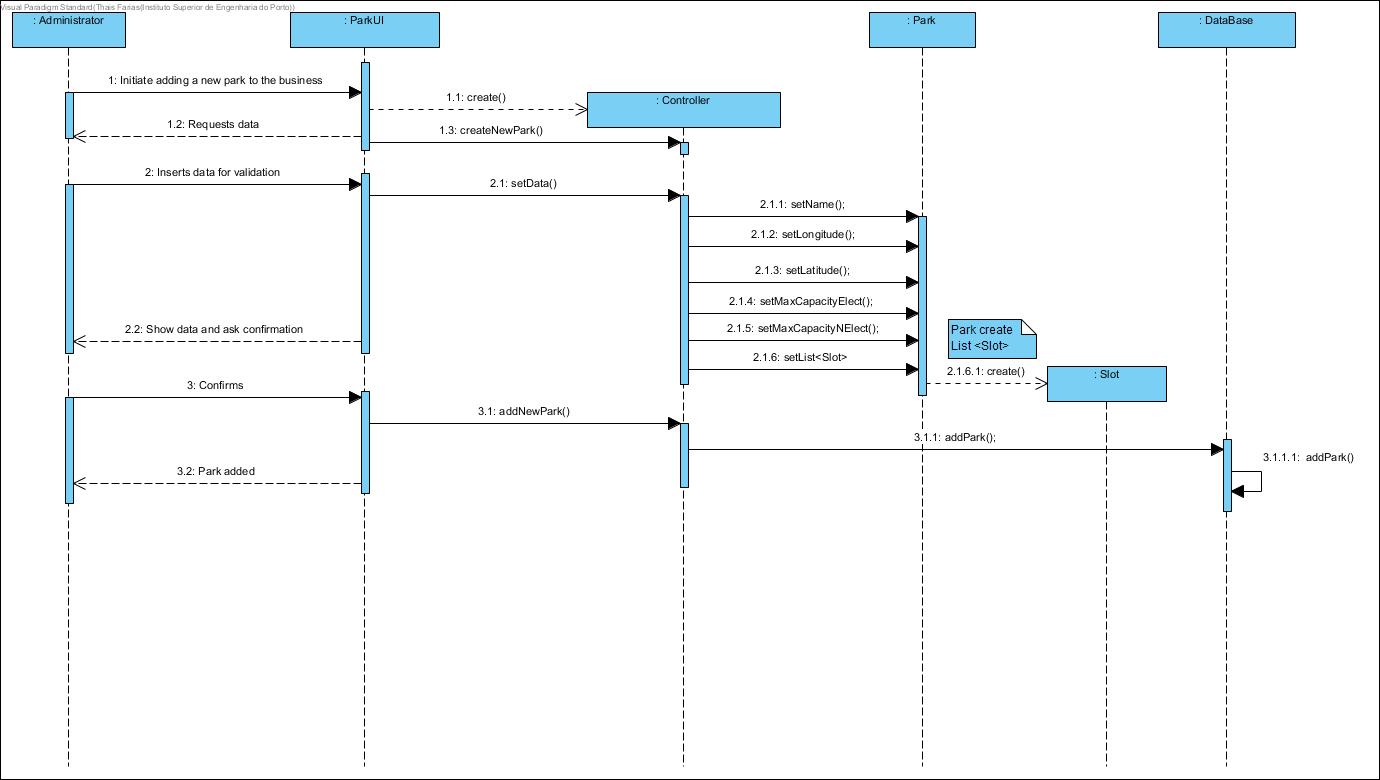 Visual Paradigm Standard(Thais Farias(Instituto Superior de Engenharia do Porto))
: Administrator
: ParkUI
: Park
: DataBase
1: Initiate adding a new park to the business
1.1: create()
: Controller
1.2: Requests data
1.3: createNewPark()
2: Inserts data for validation
2.1: setData()
2.1.1: setName();
2.1.2: setLongitude();
2.1.3: setLatitude();
2.1.4: setMaxCapacityElect();
2.2: Show data and ask confirmation
2.1.5: setMaxCapacityNElect();
Park create
List <Slot>
2.1.6: setList<Slot>
2.1.6.1: create()
: Slot
3: Confirms
3.1: addNewPark()
3.1.1: addPark();
3.1.1.1: addPark()
3.2: Park added